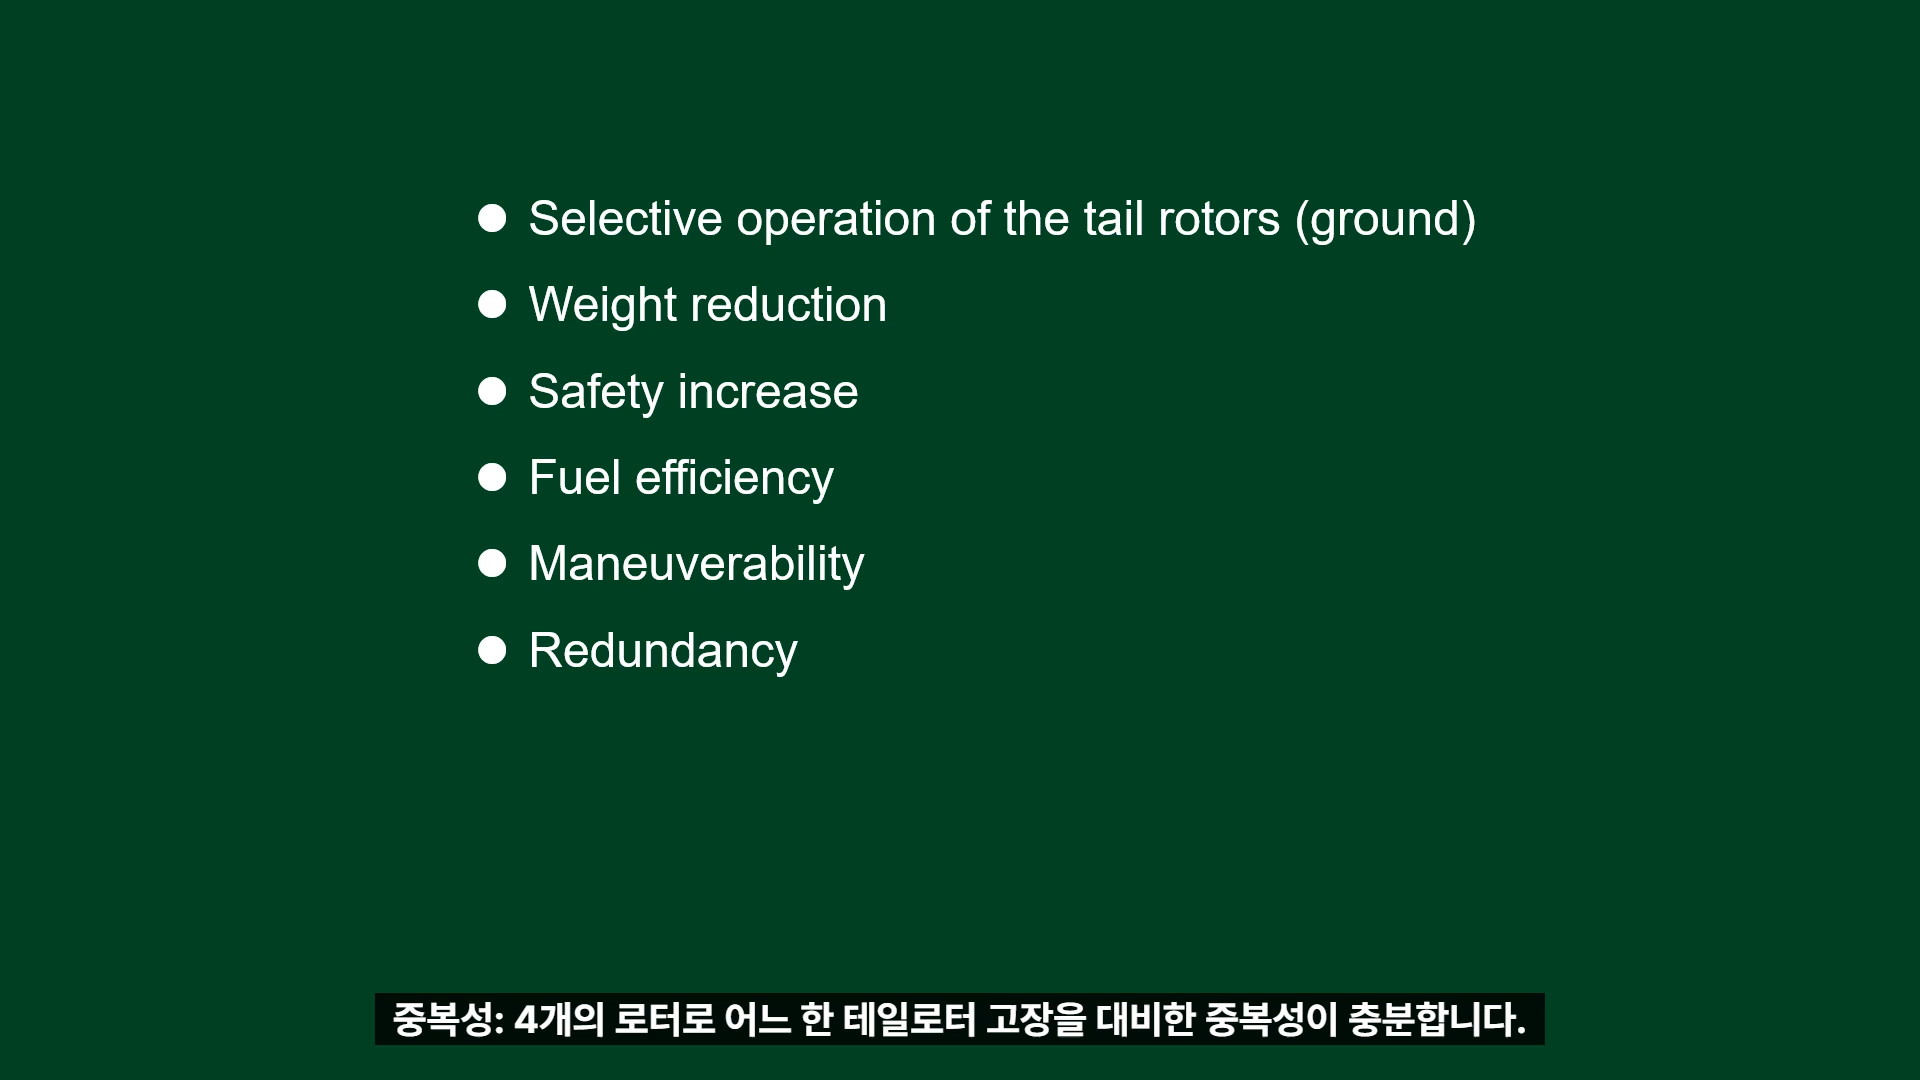 Selective operation of the tail rotors (ground)
Weight reduction
Safety increase
Fuel efficiency
Maneuverability
Redundancy
중복성: 4개의 로터로 어느 한 테일로터 고장을 대비한 중복성이 충분합니다.